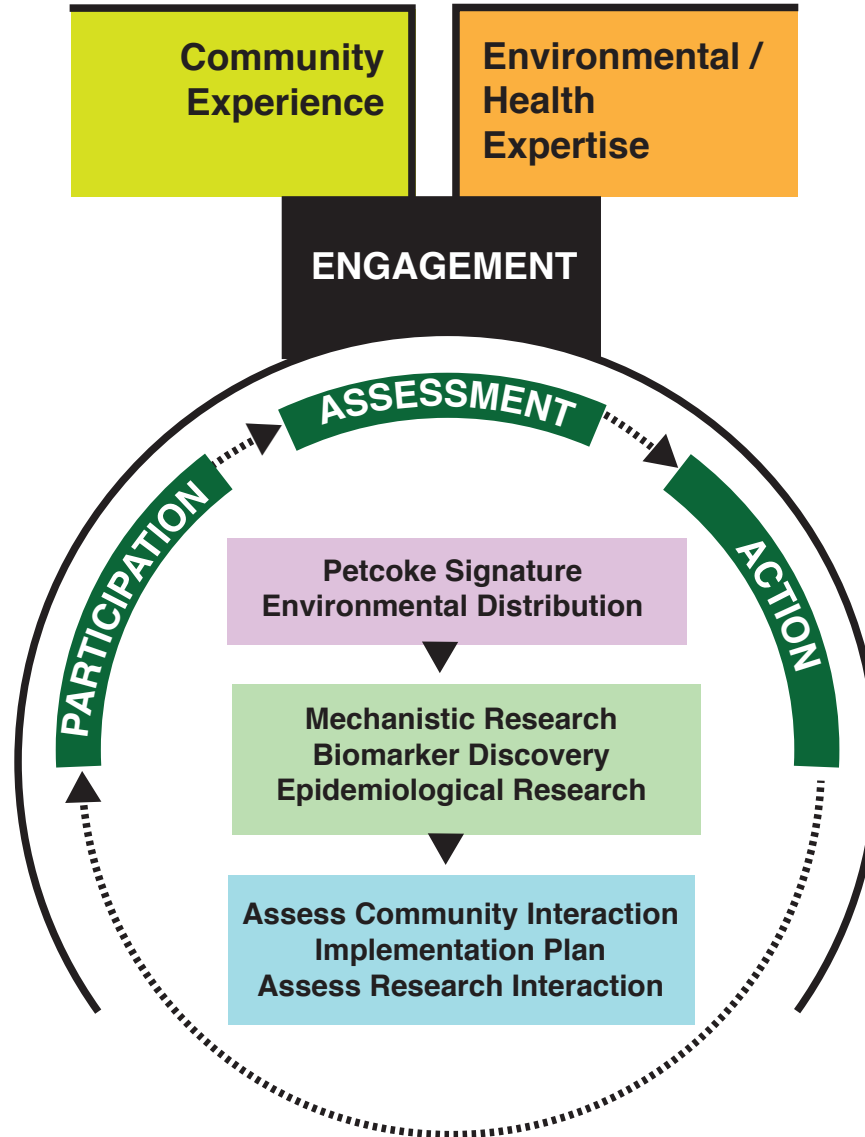 Community
Experience
Environmental /
Health
Expertise
ENGAGEMENT
PARTICIPATION
ASSESSMENT
ACTION
Petcoke Signature
Environmental Distribution
Mechanistic Research
Biomarker Discovery
Epidemiological Research
Assess Community Interaction
Implementation Plan
Assess Research Interaction